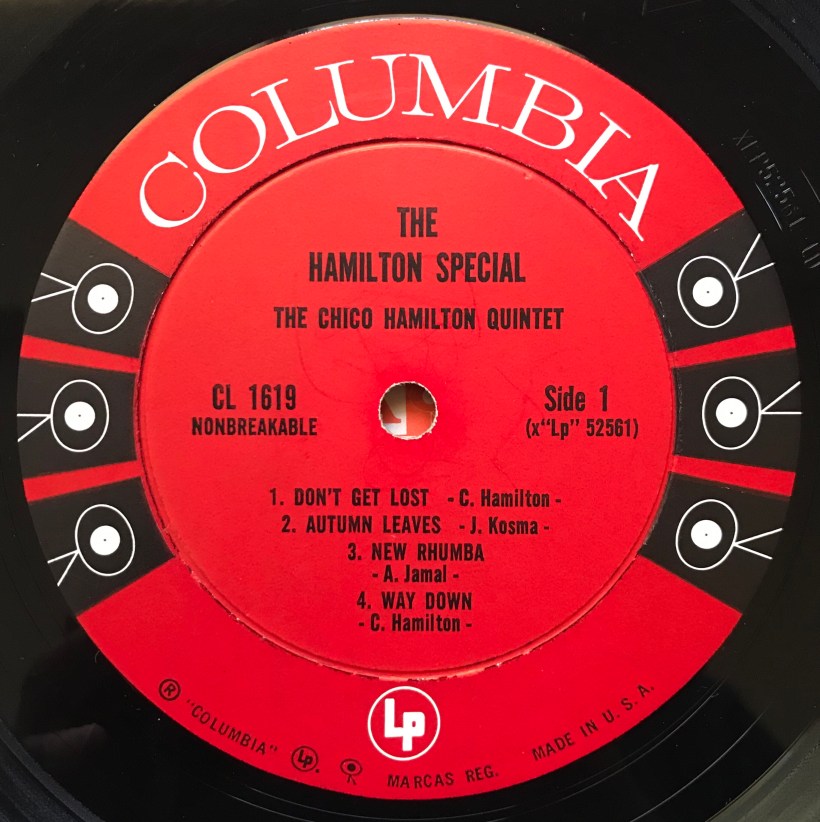 COLUMBIA
THE
HAMILTON SPECIAL
THE CHICO HAMILTON QUINTET
CL 1619
NONBREAKABLE
Side 1
(x“Lp” 52561)
1. DON'T GET LOST - C. Hamilton -
2. AUTUMN LEAVES - J. Kosma -
3. NEW RHUMBA
- A. Jamal -
4. WAY DOWN
- C. Hamilton -
Lp
® "COLUMBIA" Lp. MARCAS REG. MADE IN U. S. A.